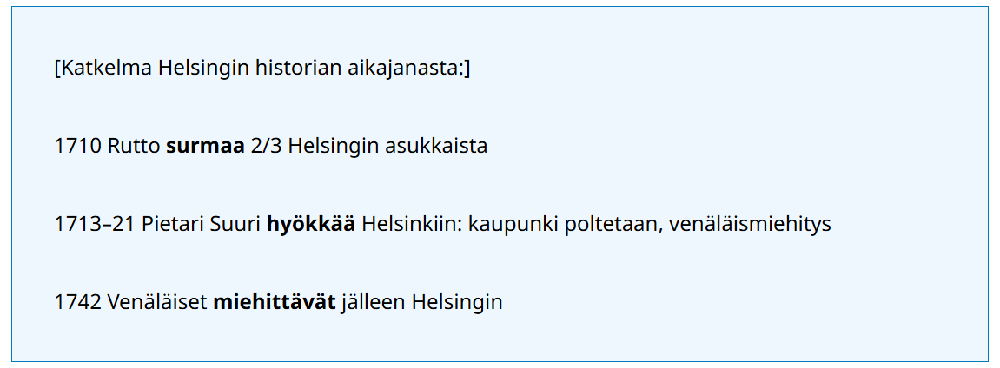 [Katkelma Helsingin historian aikajanasta:]
1710 Rutto surmaa 2/3 Helsingin asukkaista
1713–21 Pietari Suuri hyökkää Helsinkiin: kaupunki poltetaan, venäläismiehitys
1742 Venäläiset miehittävät jälleen Helsingin